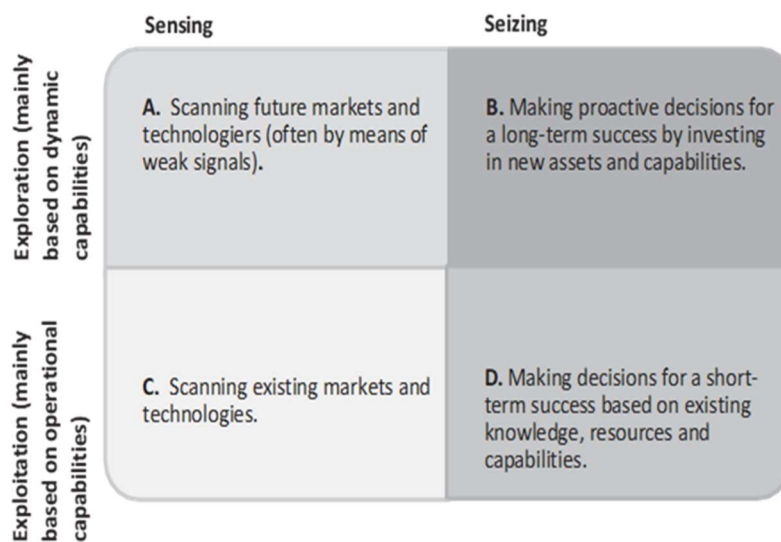 Sensing
Seizing
Exploration (mainly
based on dynamic
capabilities)
A. Scanning future markets and
technologiers (often by means of
weak signals).
B. Making proactive decisions for
a long-term success by investing
in new assets and capabilities.
Exploitation (mainly
based on operational
capabilities)
C. Scanning existing markets and
technologies.
D. Making decisions for a short-
term success based on existing
knowledge, resources and
capabilities.